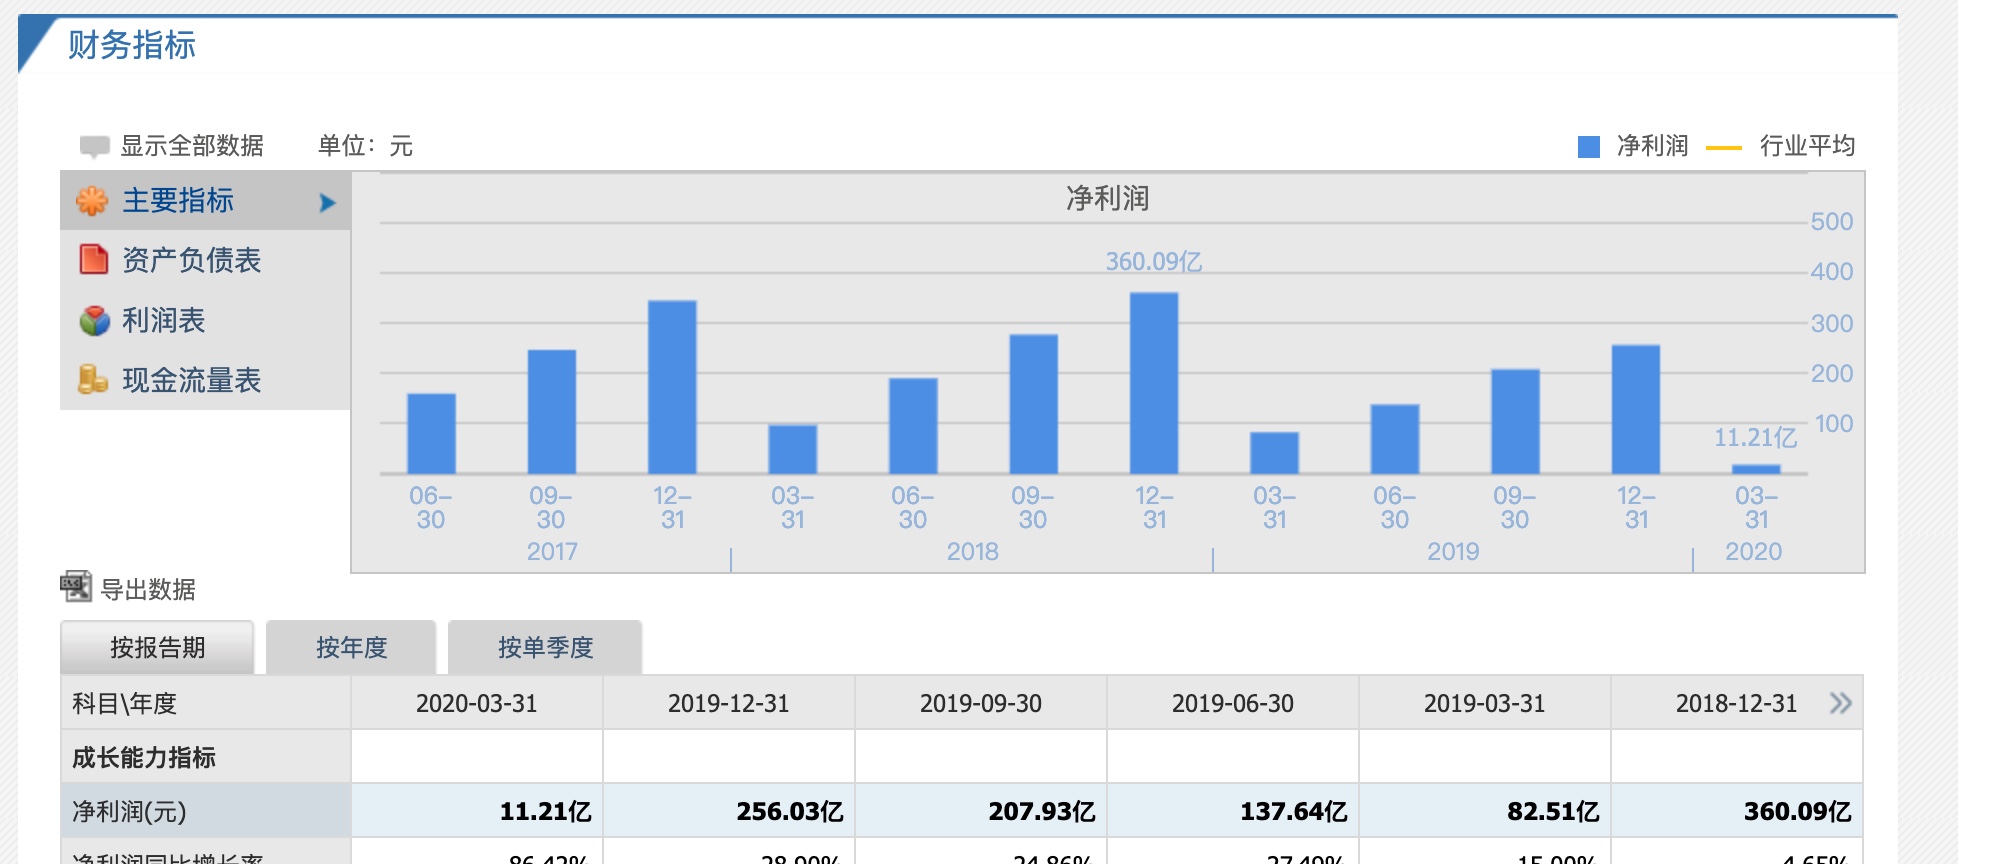 财务指标
显示全部数据 单位：元 净利润 行业平均
主要指标
资产负债表
利润表
现金流量表
净利润
500
400
300
200
100
360.09亿
11.21亿
06-30 09-30 12-31 03-31 06-30 09-30 12-31 03-31 06-30 09-30 12-31 03-31
2017 2018 2019 2020
导出数据
按报告期 按年度 按单季度
科目\年度 2020-03-31 2019-12-31 2019-09-30 2019-06-30 2019-03-31 2018-12-31 »
成长能力指标
净利润(元) 11.21亿 256.03亿 207.93亿 137.64亿 82.51亿 360.09亿